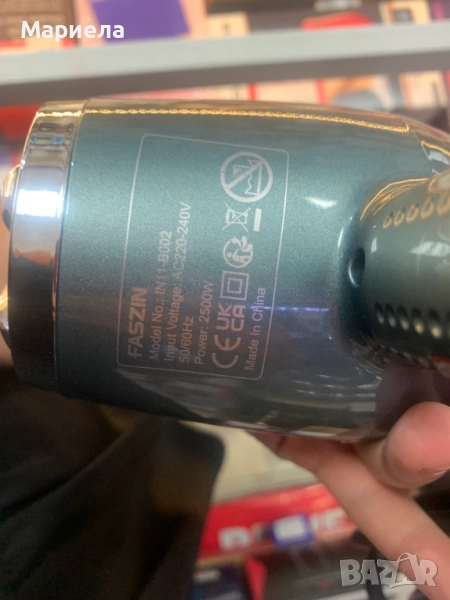 Мариела
FASZIN
Model No.: IN11-B002
Input Voltage: AC220-240V
50/60Hz
Power: 2500W
CE UK CA
Made in China
BAZAR